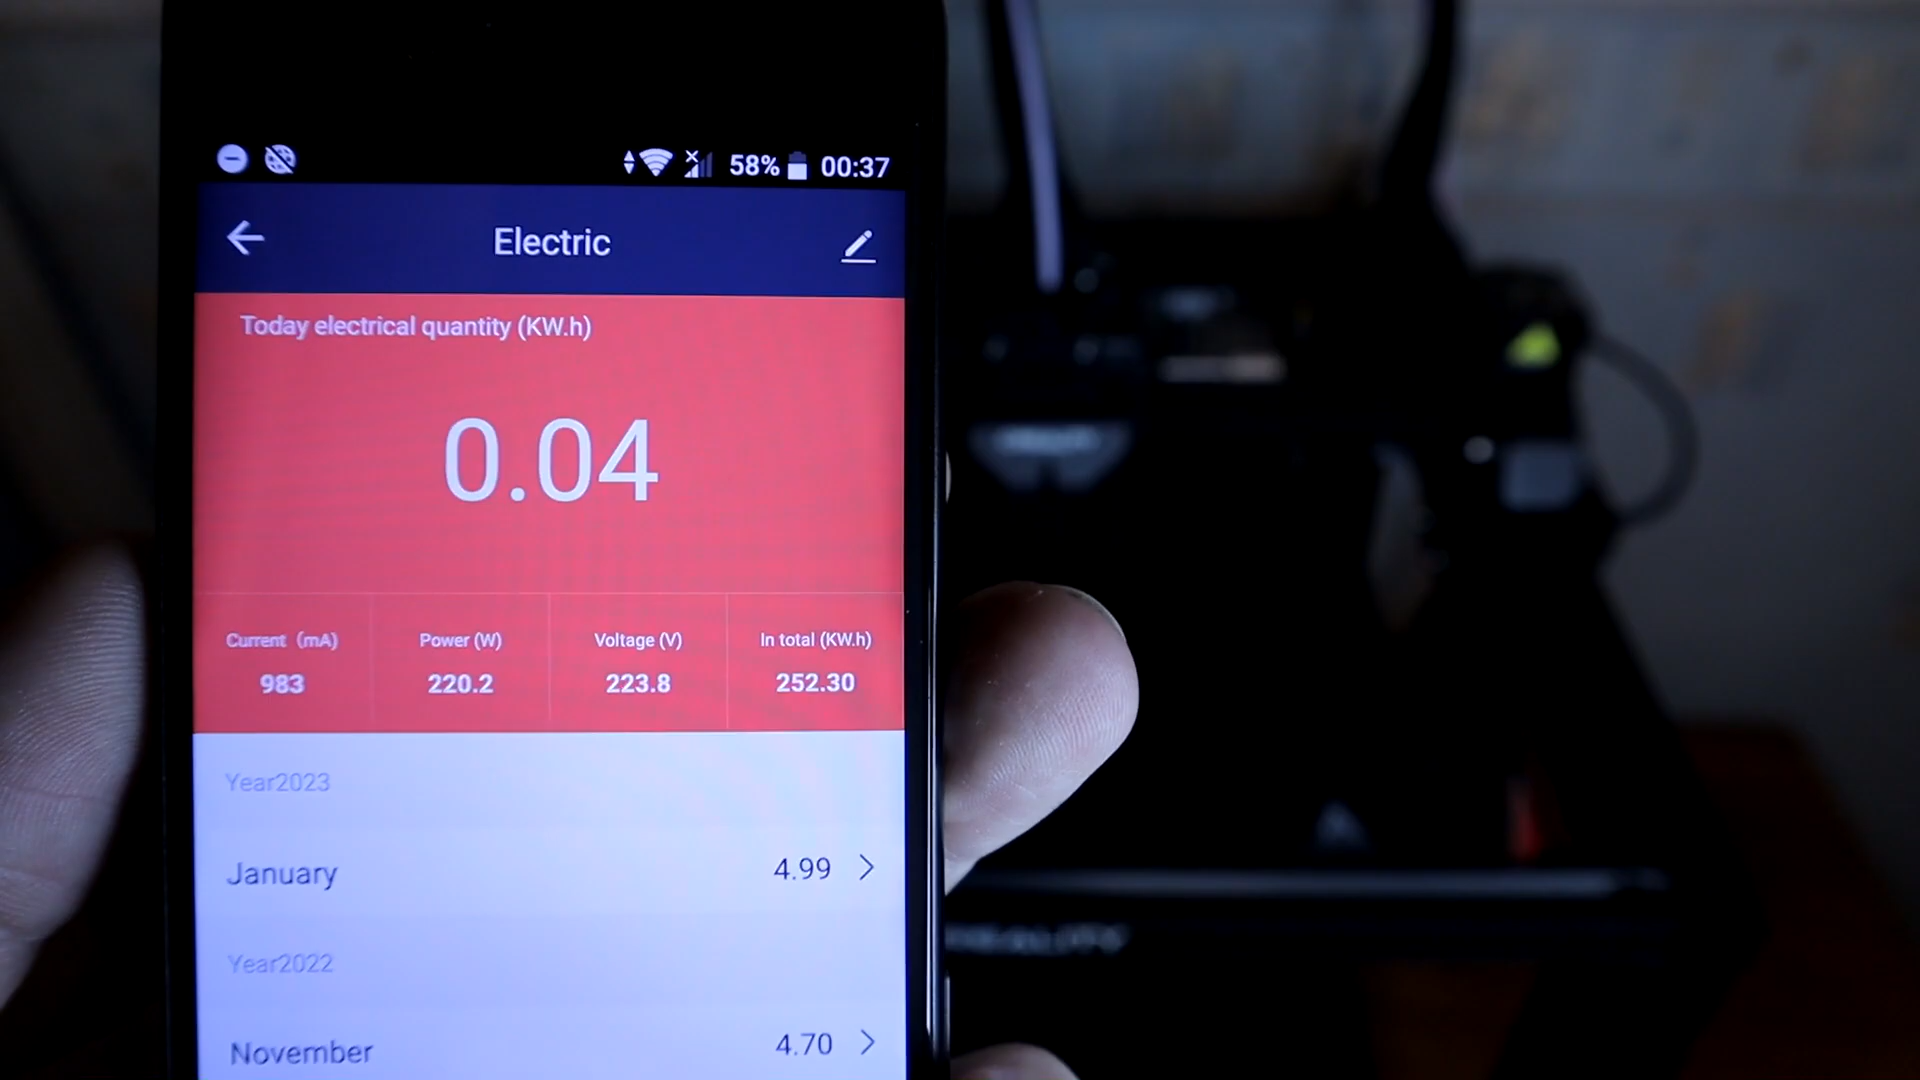 58% 00:37
Electric
Today electrical quantity (KW.h)
0.04
Current (mA) Power (W) Voltage (V) In total (KW.h)
983 220.2 223.8 252.30
Year2023
January 4.99
Year2022
November 4.70